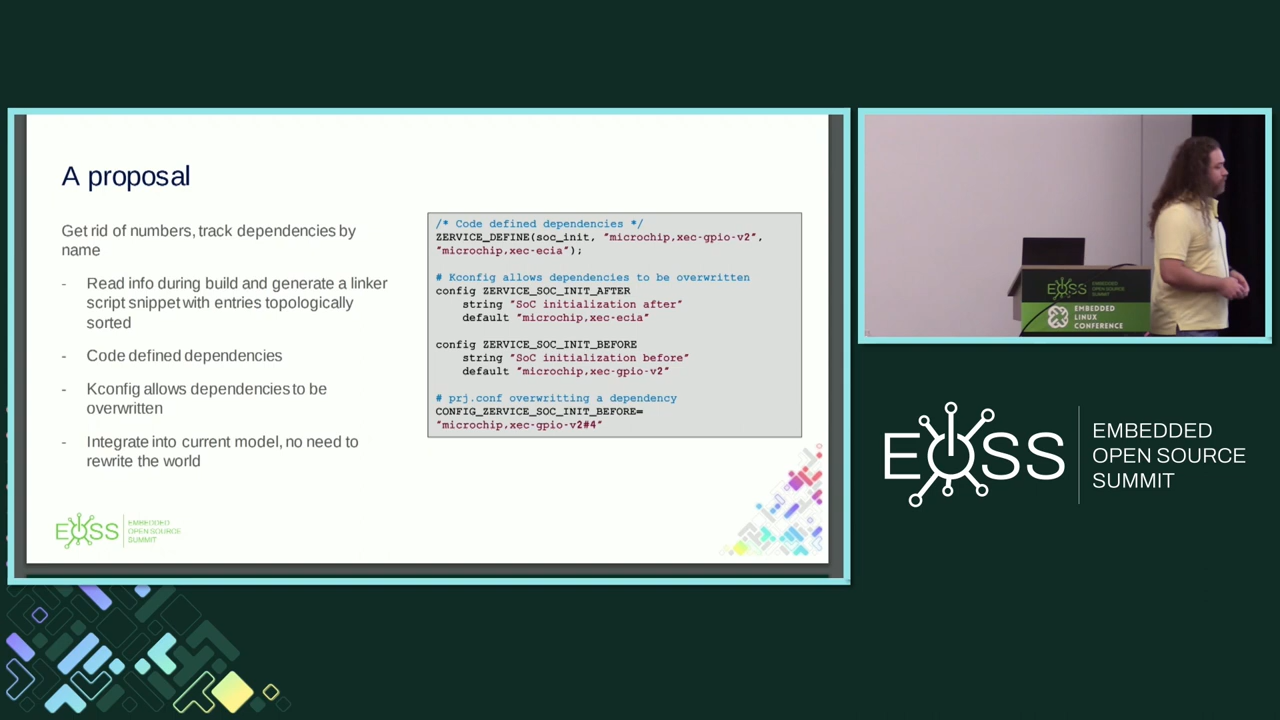 A proposal
Get rid of numbers, track dependencies by
name
- Read info during build and generate a linker
script snippet with entries topologically
sorted
- Code defined dependencies
- Kconfig allows dependencies to be
overwritten
- Integrate into current model, no need to
rewrite the world
/* Code defined dependencies */
ZERVICE_DEFINE(soc_init, "microchip,xec-gpio-v2",
"microchip,xec-ecia");
# Kconfig allows dependencies to be overwritten
config ZERVICE_SOC_INIT_AFTER
string "SoC initialization after"
default "microchip,xec-ecia"
config ZERVICE_SOC_INIT_BEFORE
string "SoC initialization before"
default "microchip,xec-gpio-v2"
# prj.conf overwritting a dependency
CONFIG_ZERVICE_SOC_INIT_BEFORE=
"microchip,xec-gpio-v2#4"
EOSS
EMBEDDED
OPEN SOURCE
SUMMIT
EOSS
EMBEDDED
OPEN SOURCE
SUMMIT
EMBEDDED
LINUX
CONFERENCE
EOSS
EMBEDDED
OPEN SOURCE
SUMMIT